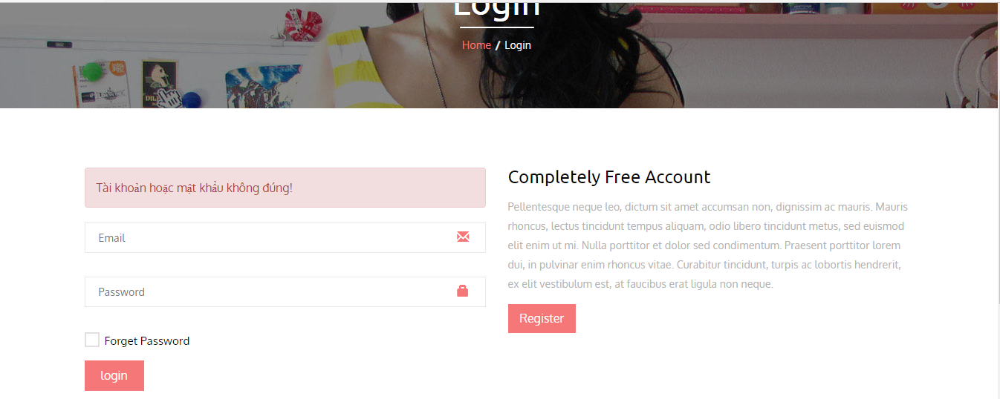 Login
Home / Login
Tài khoản hoặc mật khẩu không đúng!
Email
Password
Forget Password
login
Completely Free Account
Pellentesque neque leo, dictum sit amet accumsan non, dignissim ac mauris. Mauris
rhoncus, lectus tincidunt tempus aliquam, odio libero tincidunt metus, sed euismod
elit enim ut mi. Nulla porttitor et dolor sed condimentum. Praesent porttitor lorem
dui, in pulvinar enim rhoncus vitae. Curabitur tincidunt, turpis ac lobortis hendrerit,
ex elit vestibulum est, at faucibus erat ligula non neque.
Register